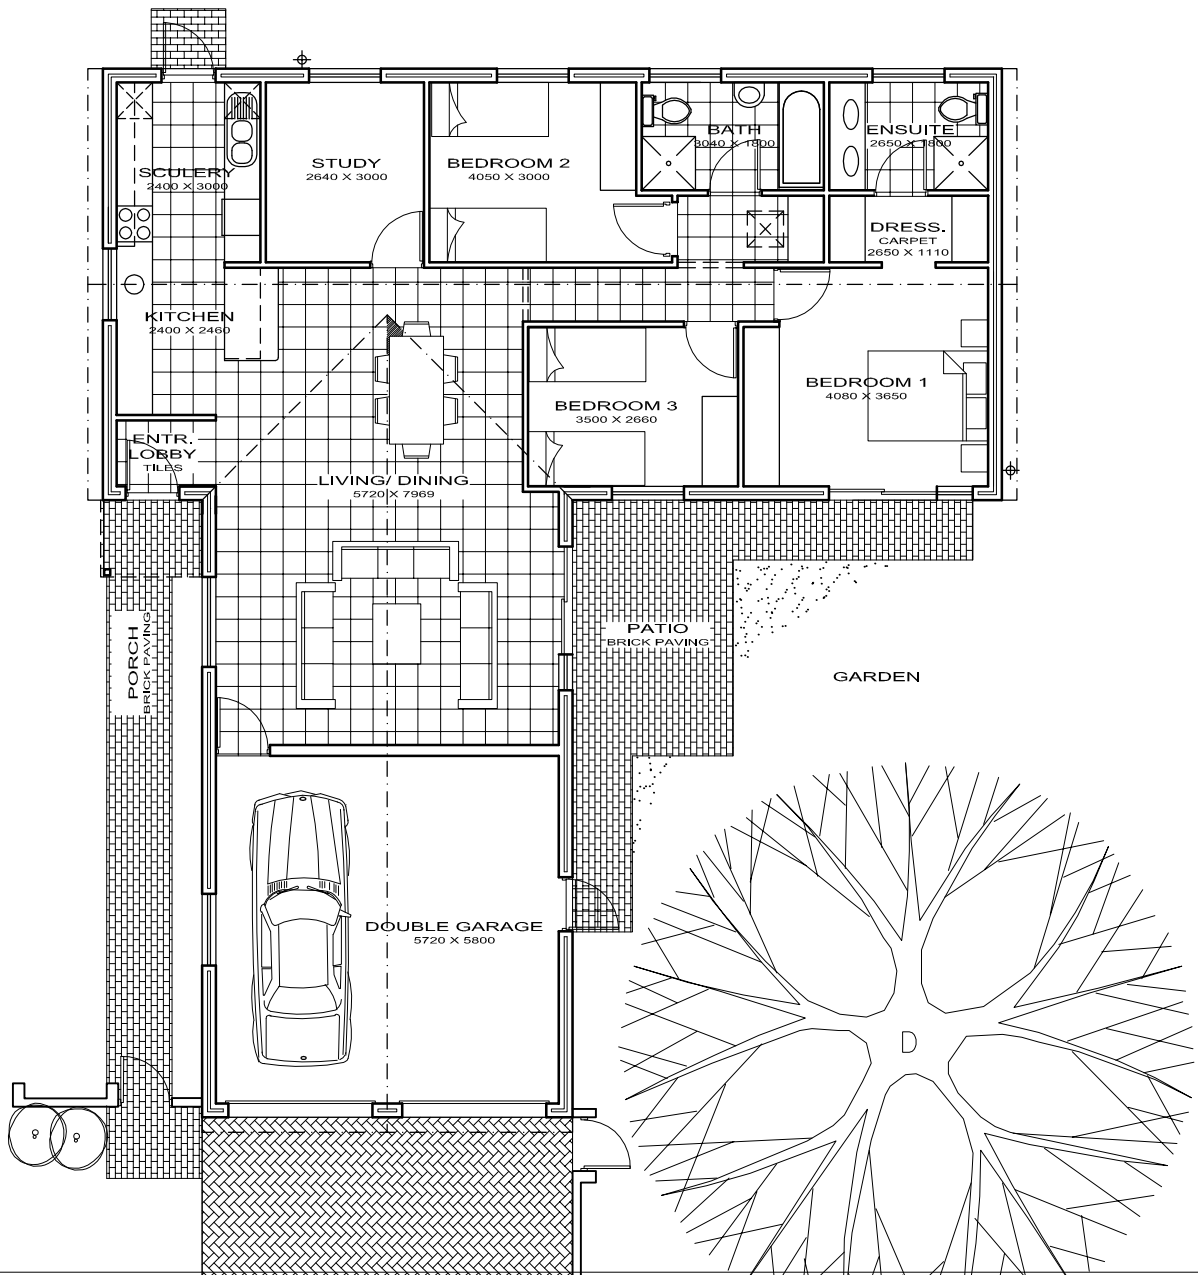 SCULERY
2400 X 3000
STUDY
2640 X 3000
BEDROOM 2
4050 X 3000
BATH
3040 X 1800
ENSUITE
2650 X 1800
DRESS.
CARPET
2650 X 1110
KITCHEN
2400 X 2460
BEDROOM 3
3500 X 2660
BEDROOM 1
4080 X 3650
ENTR.
LOBBY
TILES
LIVING/ DINING
5720 X 7969
PORCH
BRICK PAVING
PATIO
BRICK PAVING
GARDEN
DOUBLE GARAGE
5720 X 5800
D